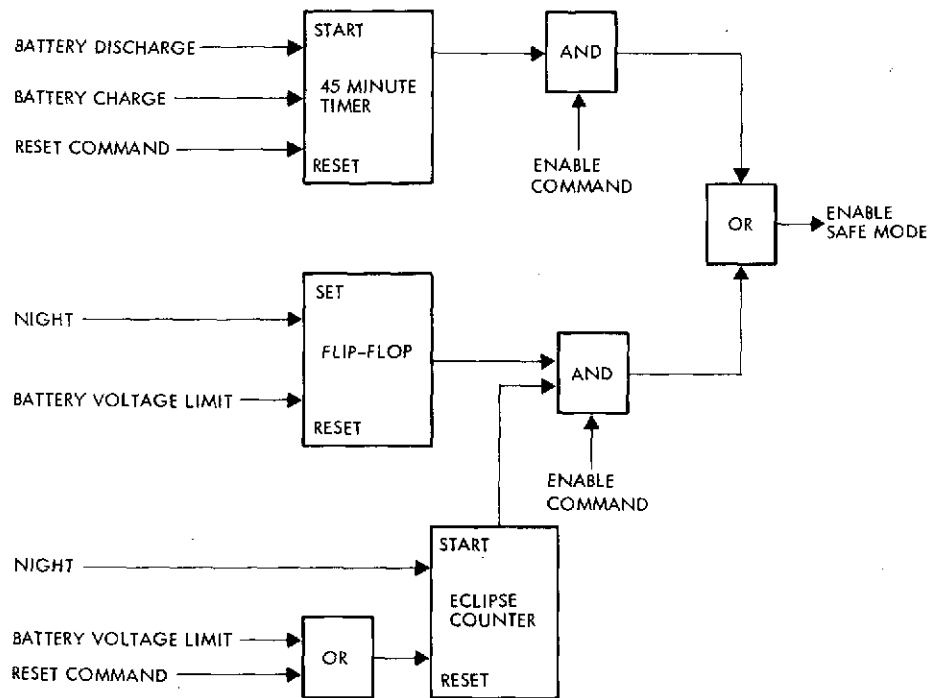 START
BATTERY DISCHARGE
45 MINUTE
TIMER
BATTERY CHARGE
RESET COMMAND
RESET
AND
ENABLE
COMMAND
OR
ENABLE
SAFE MODE
SET
NIGHT
FLIP-FLOP
BATTERY VOLTAGE LIMIT
RESET
AND
ENABLE
COMMAND
START
NIGHT
ECLIPSE
COUNTER
BATTERY VOLTAGE LIMIT
RESET COMMAND
OR
RESET